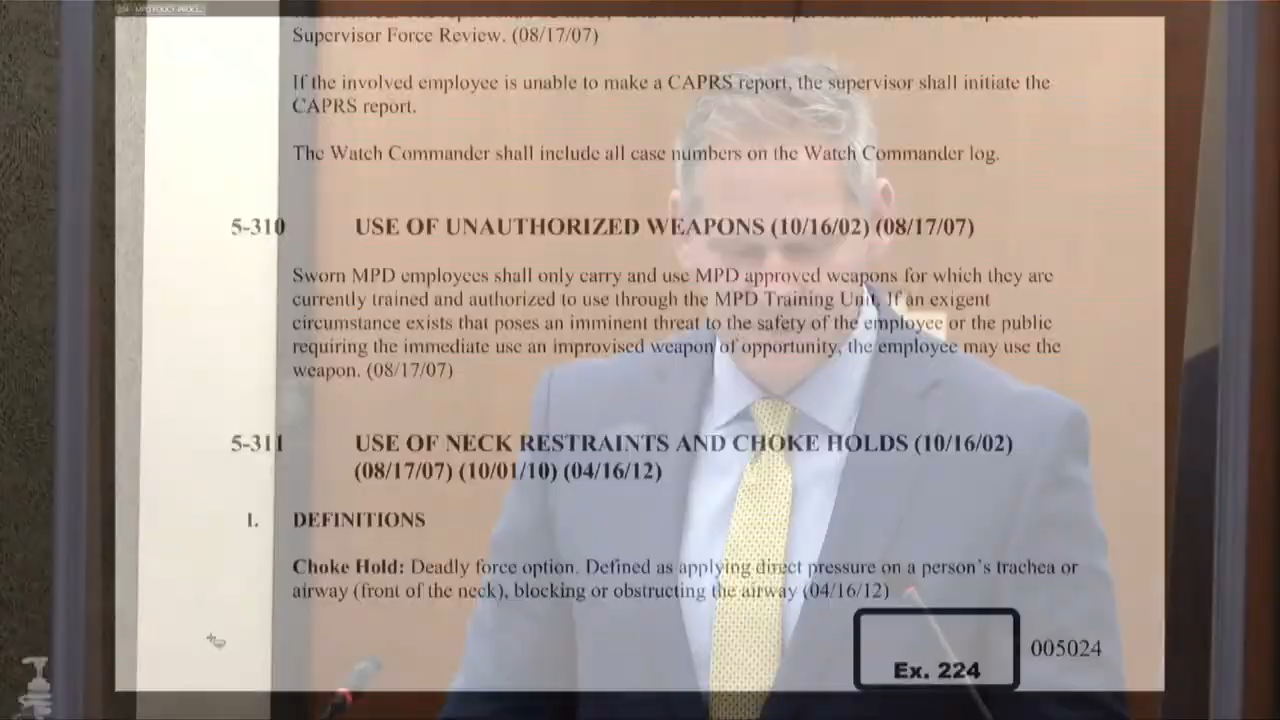 Supervisor Force Review. (08/17/07)
If the involved employee is unable to make a CAPRS report, the supervisor shall initiate the
CAPRS report.
The Watch Commander shall include all case numbers on the Watch Commander log.
5-310 USE OF UNAUTHORIZED WEAPONS (10/16/02) (08/17/07)
Sworn MPD employees shall only carry and use MPD approved weapons for which they are
currently trained and authorized to use through the MPD Training Unit. If an exigent
circumstance exists that poses an imminent threat to the safety of the employee or the public
requiring the immediate use an improvised weapon of opportunity, the employee may use the
weapon. (08/17/07)
5-311 USE OF NECK RESTRAINTS AND CHOKE HOLDS (10/16/02)
(08/17/07) (10/01/10) (04/16/12)
I. DEFINITIONS
Choke Hold: Deadly force option. Defined as applying direct pressure on a person's trachea or
airway (front of the neck), blocking or obstructing the airway (04/16/12)
Ex. 224
005024